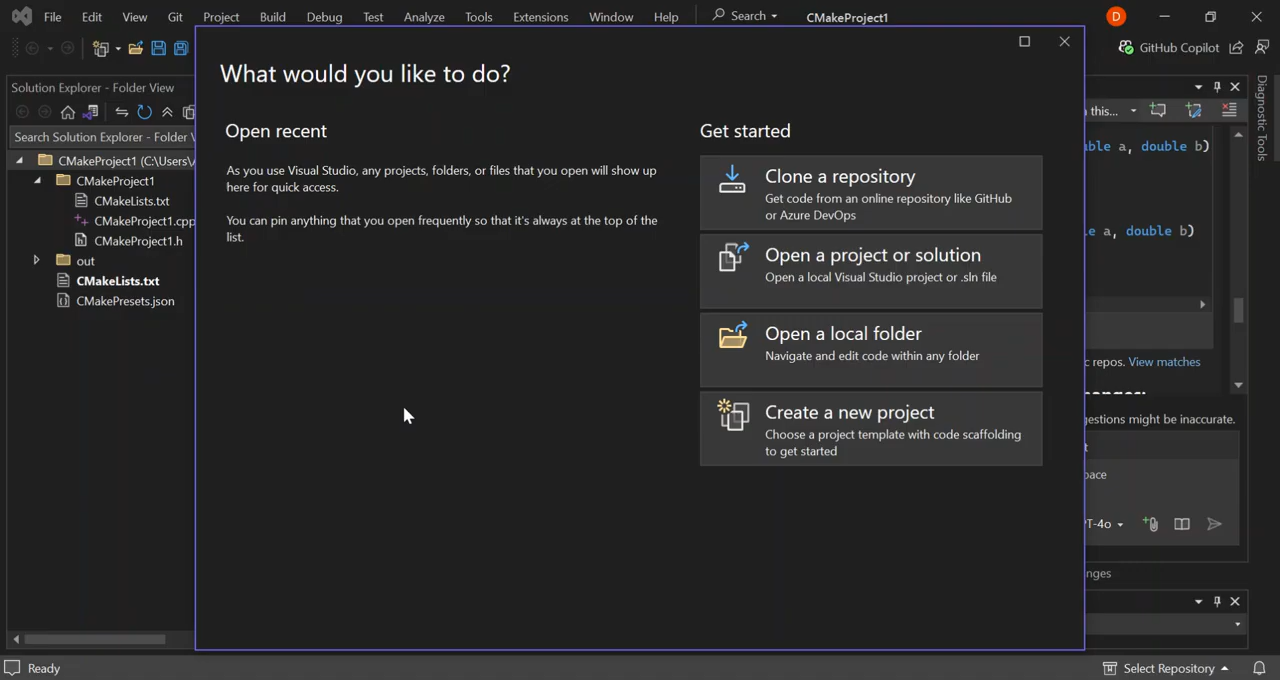 File Edit View Git Project Build Debug Test Analyze Tools Extensions Window Help Search CMakeProject1 D
GitHub Copilot
What would you like to do?
Solution Explorer - Folder View
Search Solution Explorer - Folder
CMakeProject1 (C:\Users\
CMakeProject1
CMakeLists.txt
CMakeProject1.cpp
CMakeProject1.h
out
CMakeLists.txt
CMakePresets.json
Open recent
As you use Visual Studio, any projects, folders, or files that you open will show up
here for quick access.
You can pin anything that you open frequently so that it's always at the top of the
list.
Get started
Clone a repository
Get code from an online repository like GitHub
or Azure DevOps
Open a project or solution
Open a local Visual Studio project or .sln file
Open a local folder
Navigate and edit code within any folder
Create a new project
Choose a project template with code scaffolding
to get started
this...
a, double b)
a, double b)
repos. View matches
might be inaccurate.
Diagnostic Tools
Ready
Select Repository